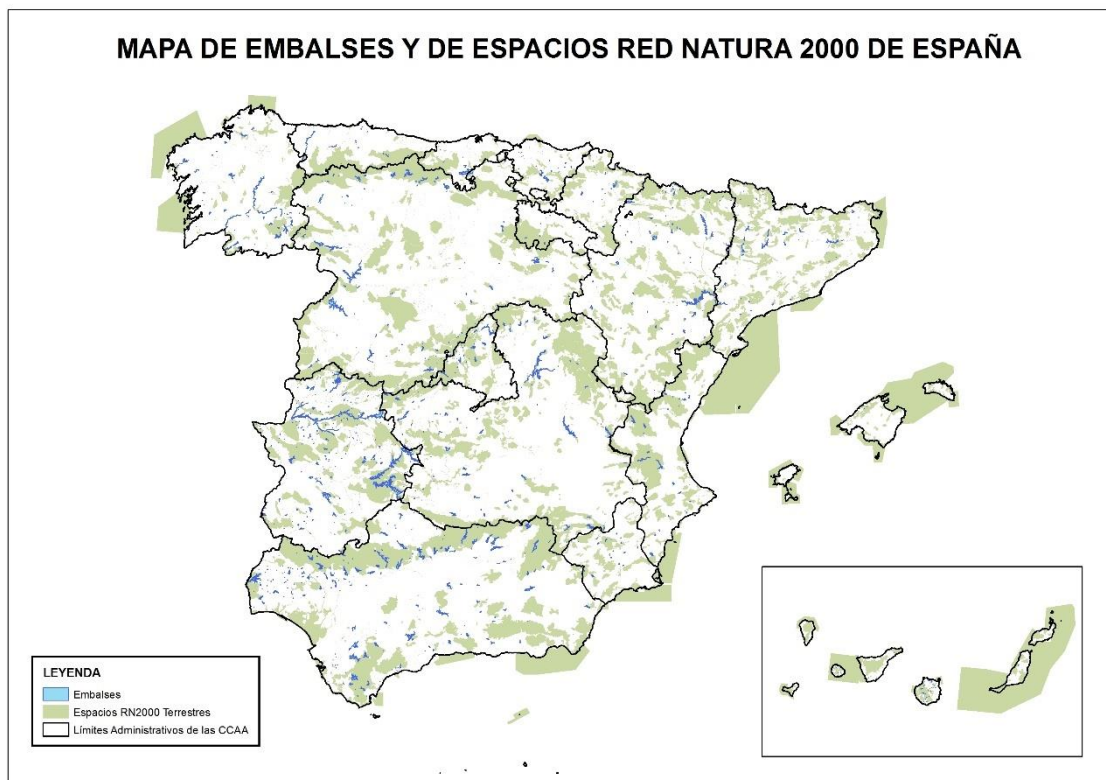 MAPA DE EMBALSES Y DE ESPACIOS RED NATURA 2000 DE ESPAÑA
LEYENDA
Embalses
Espacios RN2000 Terrestres
Límites Administrativos de las CCAA